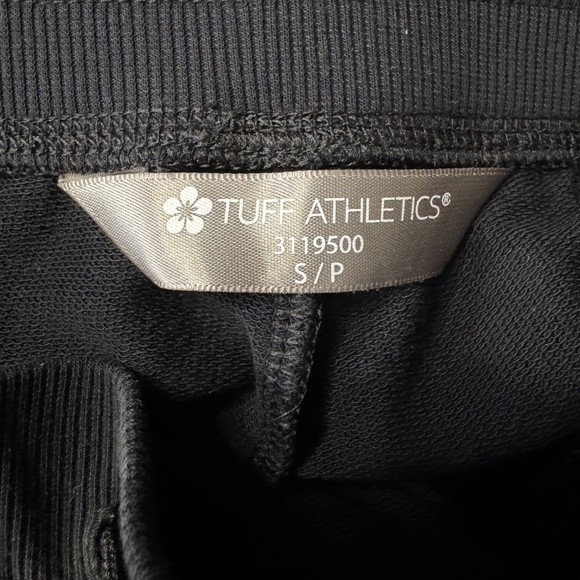 TUFF ATHLETICS®
3119500
S / P